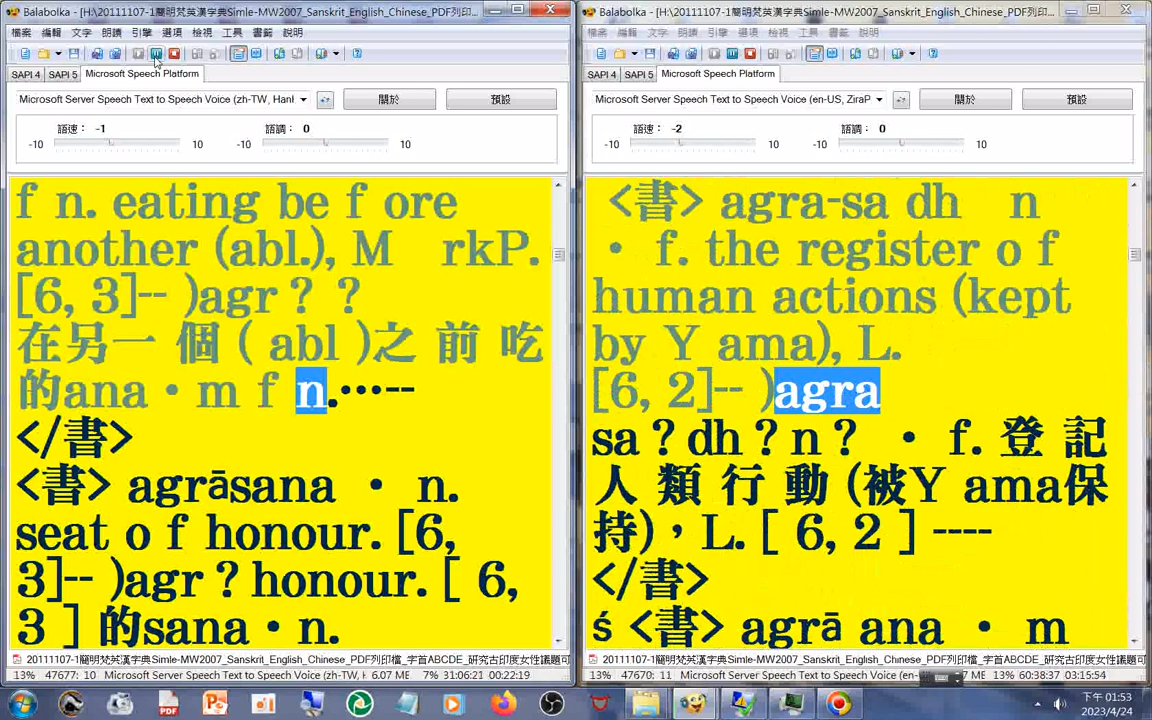 Balabolka - [H:\20111107-1簡明梵英漢字典Simle-MW2007_Sanskrit_English_Chinese_PDF列印...
檔案 編輯 文字 朗讀 引擎 選項 檢視 工具 書籤 說明
SAPI 4 SAPI 5 Microsoft Speech Platform
Microsoft Server Speech Text to Speech Voice (zh-TW, Hanl 關於 預設
語速： -1 語調： 0
-10 10 -10 10
f n. eating be f ore
another (abl.), M rkP.
[6, 3]-- )agr？？
在另一 個 ( abl )之 前 吃
的ana•m f n.•••--
</書>
<書> agrāsana • n.
seat o f honour. [6,
3]-- )agr？honour. [ 6,
3 ] 的sana•n.
20111107-1簡明梵英漢字典Simle-MW2007_Sanskrit_English_Chinese_PDF列印檔_字首ABCDE_研究古印度女性議題可
13% 47677: 10 Microsoft Server Speech Text to Speech Voice (zh-TW, H 6.07 ME 7% 31:06:21 00:22:19
Balabolka - [H:\20111107-1簡明梵英漢字典Simle-MW2007_Sanskrit_English_Chinese_PDF列印...
檔案 編輯 文字 朗讀 引擎 選項 檢視 工具 書籤 說明
SAPI 4 SAPI 5 Microsoft Speech Platform
Microsoft Server Speech Text to Speech Voice (en-US, ZiraP 關於 預設
語速： -2 語調： 0
-10 10 -10 10
<書> agra-sa dh n
• f. the register o f
human actions (kept
by Y ama), L.
[6, 2]-- )agra
sa？dh？n？ • f. 登 記
人 類 行 動 (被Y ama保
持)，L. [ 6, 2 ] ----
</書>
ś <書> agrā ana • m
20111107-1簡明梵英漢字典Simle-MW2007_Sanskrit_English_Chinese_PDF列印檔_字首ABCDE_研究古印度女性議題可
13% 47670: 11 Microsoft Server Speech Text to Speech Voice 13% 60:38:37 03:15:54
下午 01:53
2023/4/24